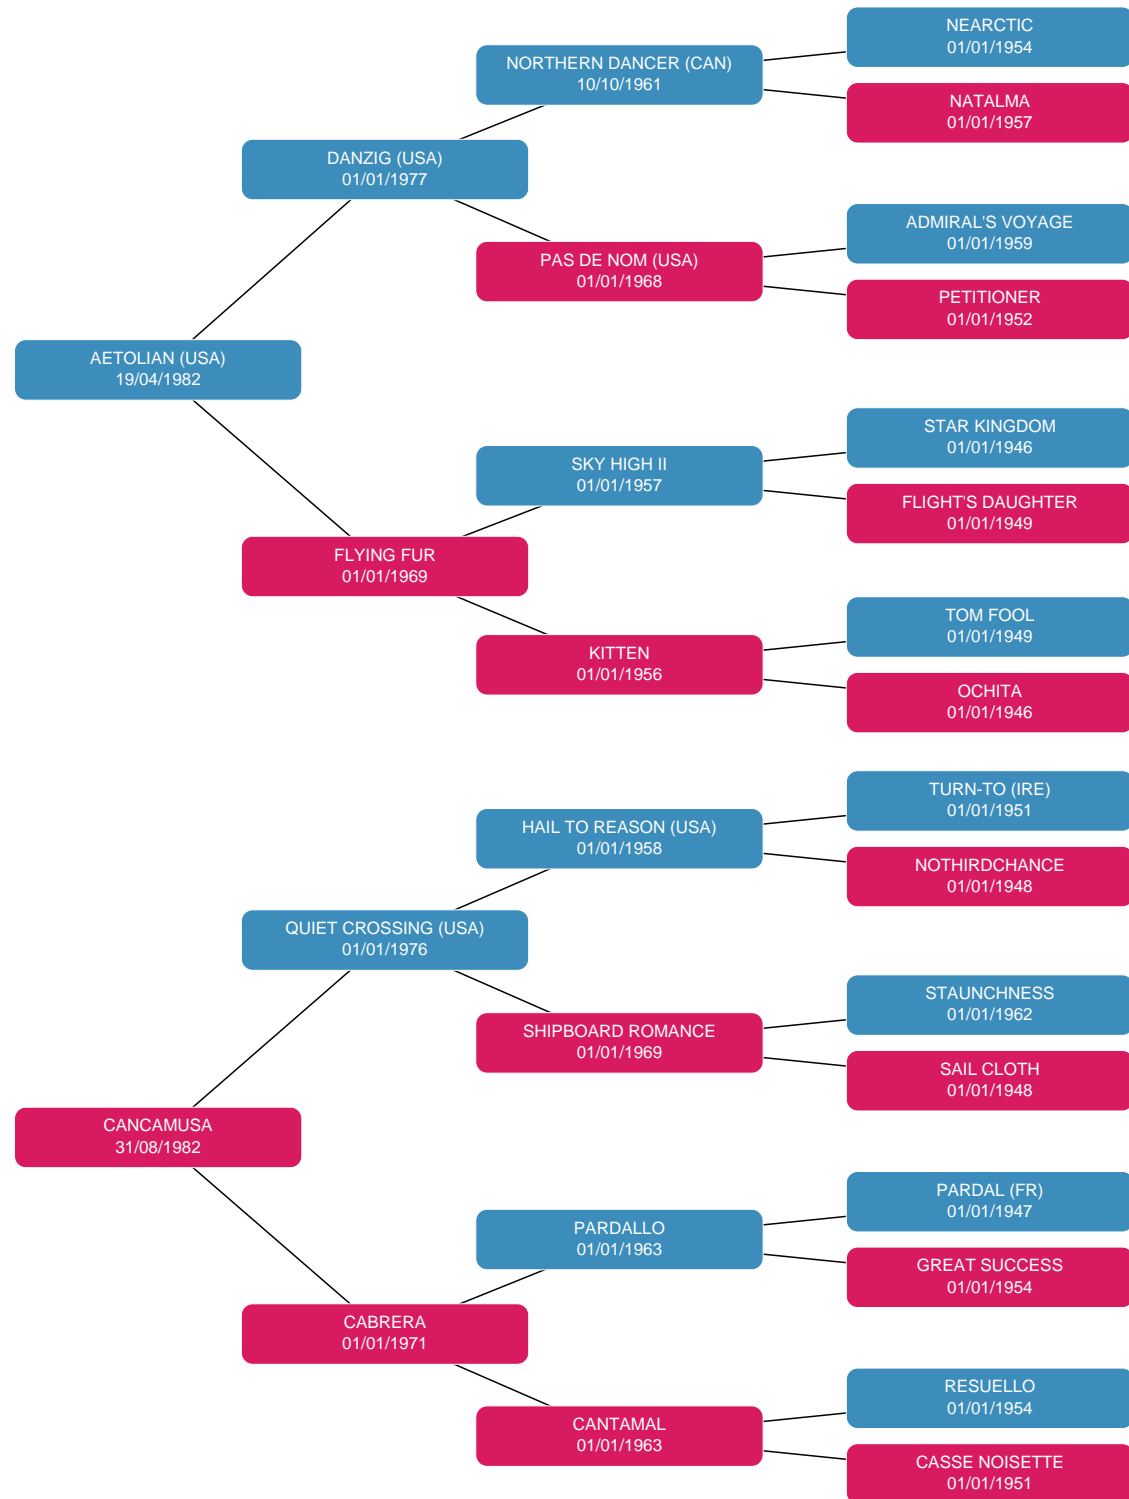 NEARCTIC
01/01/1954
NORTHERN DANCER (CAN)
10/10/1961
NATALMA
01/01/1957
DANZIG (USA)
01/01/1977
ADMIRAL'S VOYAGE
01/01/1959
PAS DE NOM (USA)
01/01/1968
PETITIONER
01/01/1952
AETOLIAN (USA)
19/04/1982
STAR KINGDOM
01/01/1946
SKY HIGH II
01/01/1957
FLIGHT'S DAUGHTER
01/01/1949
FLYING FUR
01/01/1969
TOM FOOL
01/01/1949
KITTEN
01/01/1956
OCHITA
01/01/1946
TURN-TO (IRE)
01/01/1951
HAIL TO REASON (USA)
01/01/1958
NOTHIRDCHANCE
01/01/1948
QUIET CROSSING (USA)
01/01/1976
STAUNCHNESS
01/01/1962
SHIPBOARD ROMANCE
01/01/1969
SAIL CLOTH
01/01/1948
CANCAMUSA
31/08/1982
PARDAL (FR)
01/01/1947
PARDALLO
01/01/1963
GREAT SUCCESS
01/01/1954
CABRERA
01/01/1971
RESUELLO
01/01/1954
CANTAMAL
01/01/1963
CASSE NOISETTE
01/01/1951